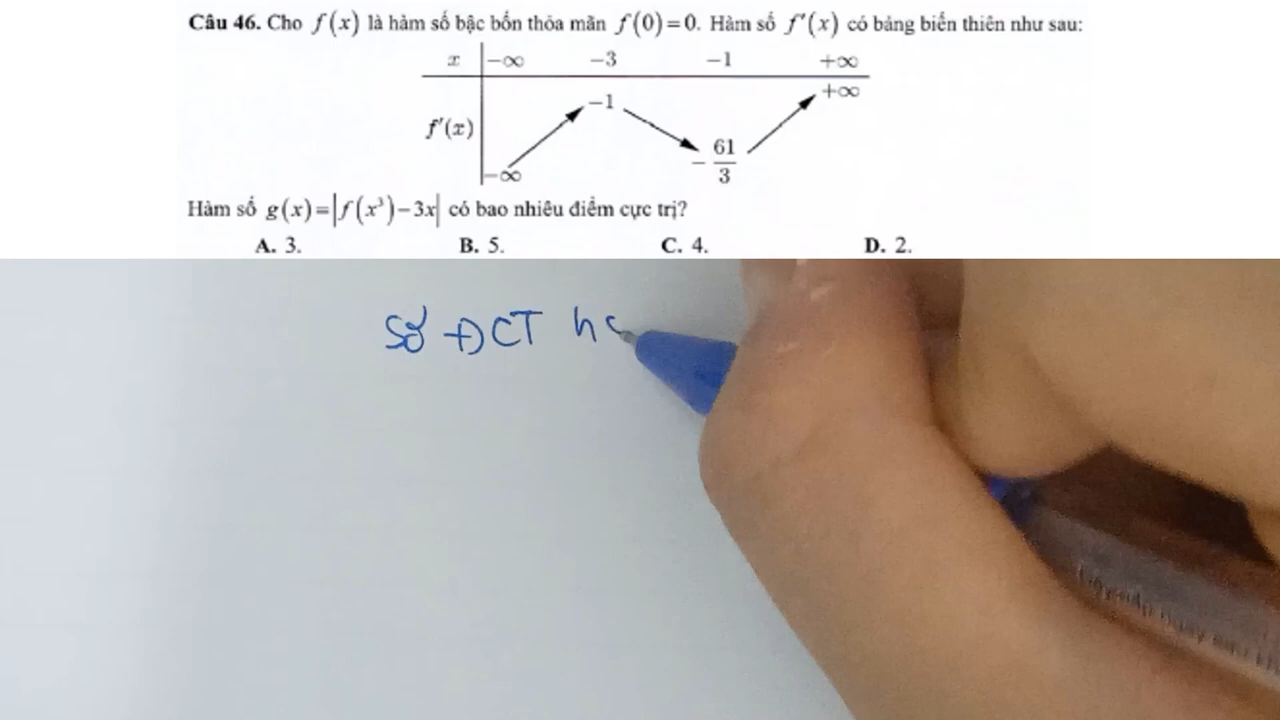 Câu 46. Cho f(x) là hàm số bậc bốn thỏa mãn f(0)=0. Hàm số f'(x) có bảng biến thiên như sau:
x −∞ −3 −1 +∞
f'(x) −∞ −1 −61/3 +∞
Hàm số g(x)=|f(x³)−3x| có bao nhiêu điểm cực trị?
A. 3. B. 5. C. 4. D. 2.
Số ĐCT h